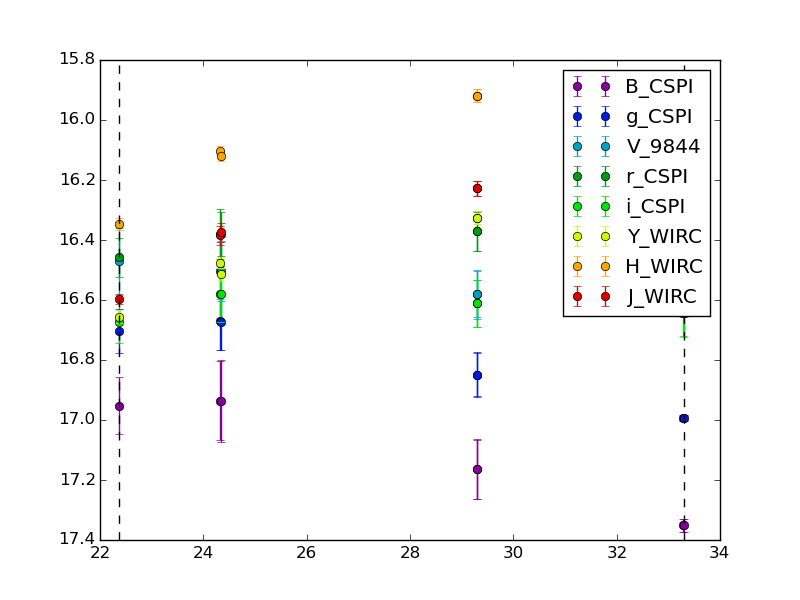 15.8
16.0
16.2
16.4
16.6
16.8
17.0
17.2
17.4
22
24
26
28
30
32
34
B_CSPI
g_CSPI
V_9844
r_CSPI
i_CSPI
Y_WIRC
H_WIRC
J_WIRC